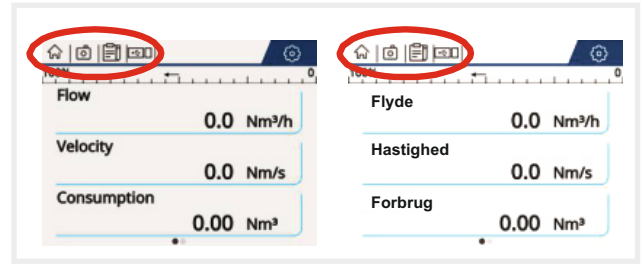 100% 0
Flow
0.0 Nm³/h
Velocity
0.0 Nm/s
Consumption
0.00 Nm³
100% 0
Flyde
0.0 Nm³/h
Hastighed
0.0 Nm/s
Forbrug
0.00 Nm³